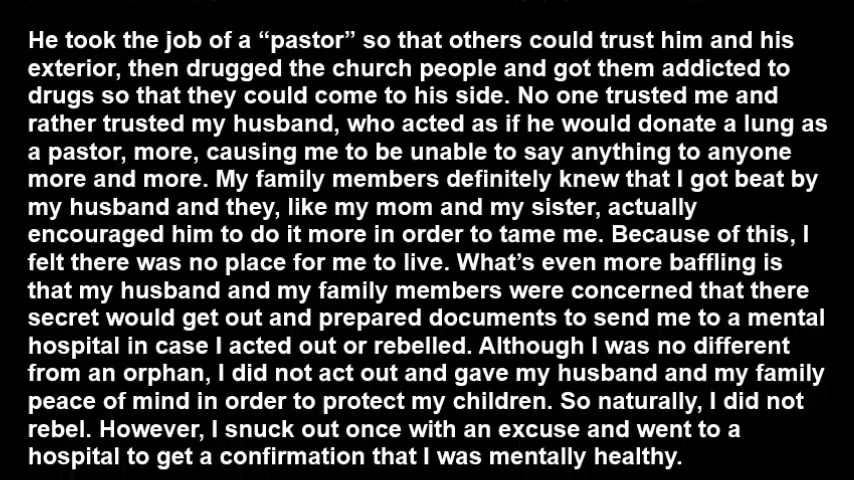 He took the job of a “pastor” so that others could trust him and his
exterior, then drugged the church people and got them addicted to
drugs so that they could come to his side. No one trusted me and
rather trusted my husband, who acted as if he would donate a lung as
a pastor, more, causing me to be unable to say anything to anyone
more and more. My family members definitely knew that I got beat by
my husband and they, like my mom and my sister, actually
encouraged him to do it more in order to tame me. Because of this, I
felt there was no place for me to live. What’s even more baffling is
that my husband and my family members were concerned that there
secret would get out and prepared documents to send me to a mental
hospital in case I acted out or rebelled. Although I was no different
from an orphan, I did not act out and gave my husband and my family
peace of mind in order to protect my children. So naturally, I did not
rebel. However, I snuck out once with an excuse and went to a
hospital to get a confirmation that I was mentally healthy.